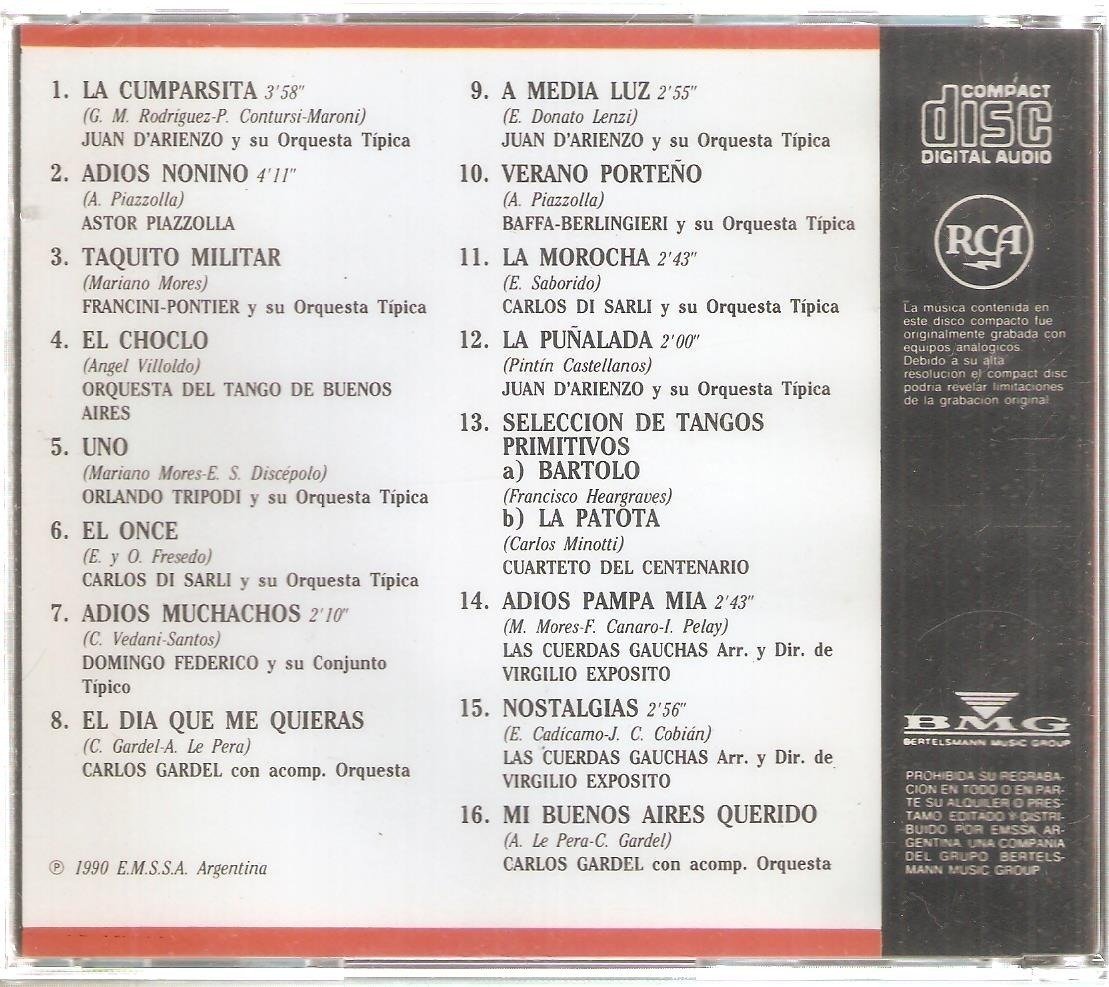 1. LA CUMPARSITA 3'58"
(G. M. Rodríguez-P. Contursi-Maroni)
JUAN D'ARIENZO y su Orquesta Típica
2. ADIOS NONINO 4'11"
(A. Piazzolla)
ASTOR PIAZZOLLA
3. TAQUITO MILITAR
(Mariano Mores)
FRANCINI-PONTIER y su Orquesta Típica
4. EL CHOCLO
(Angel Villoldo)
ORQUESTA DEL TANGO DE BUENOS
AIRES
5. UNO
(Mariano Mores-E. S. Discépolo)
ORLANDO TRIPODI y su Orquesta Típica
6. EL ONCE
(E. y O. Fresedo)
CARLOS DI SARLI y su Orquesta Típica
7. ADIOS MUCHACHOS 2'10"
(C. Vedani-Santos)
DOMINGO FEDERICO y su Conjunto
Típico
8. EL DIA QUE ME QUIERAS
(C. Gardel-A. Le Pera)
CARLOS GARDEL con acomp. Orquesta
℗ 1990 E.M.S.S.A. Argentina
9. A MEDIA LUZ 2'55"
(E. Donato Lenzi)
JUAN D'ARIENZO y su Orquesta Típica
10. VERANO PORTEÑO
(A. Piazzolla)
BAFFA-BERLINGIERI y su Orquesta Típica
11. LA MOROCHA 2'43"
(E. Saborido)
CARLOS DI SARLI y su Orquesta Típica
12. LA PUÑALADA 2'00"
(Pintín Castellanos)
JUAN D'ARIENZO y su Orquesta Típica
13. SELECCION DE TANGOS
PRIMITIVOS
a) BARTOLO
(Francisco Heargraves)
b) LA PATOTA
(Carlos Minotti)
CUARTETO DEL CENTENARIO
14. ADIOS PAMPA MIA 2'43"
(M. Mores-F. Canaro-I. Pelay)
LAS CUERDAS GAUCHAS Arr. y Dir. de
VIRGILIO EXPOSITO
15. NOSTALGIAS 2'56"
(E. Cadícamo-J. C. Cobián)
LAS CUERDAS GAUCHAS Arr. y Dir. de
VIRGILIO EXPOSITO
16. MI BUENOS AIRES QUERIDO
(A. Le Pera-C. Gardel)
CARLOS GARDEL con acomp. Orquesta
COMPACT
disc
DIGITAL AUDIO
RCA
La musica contenida en
este disco compacto fue
originalmente grabada con
equipos analogicos.
Debido a su alta
resolucion el compact disc
podria revelar limitaciones
de la grabacion original
BMG
BERTELSMANN MUSIC GROUP
PROHIBIDA SU REGRABA-
CION EN TODO O EN PAR-
TE SU ALQUILER O PRES-
TAMO EDITADO Y DISTRI-
BUIDO POR EMSSA AR-
GENTINA UNA COMPAÑIA
DEL GRUPO BERTELS-
MANN MUSIC GROUP